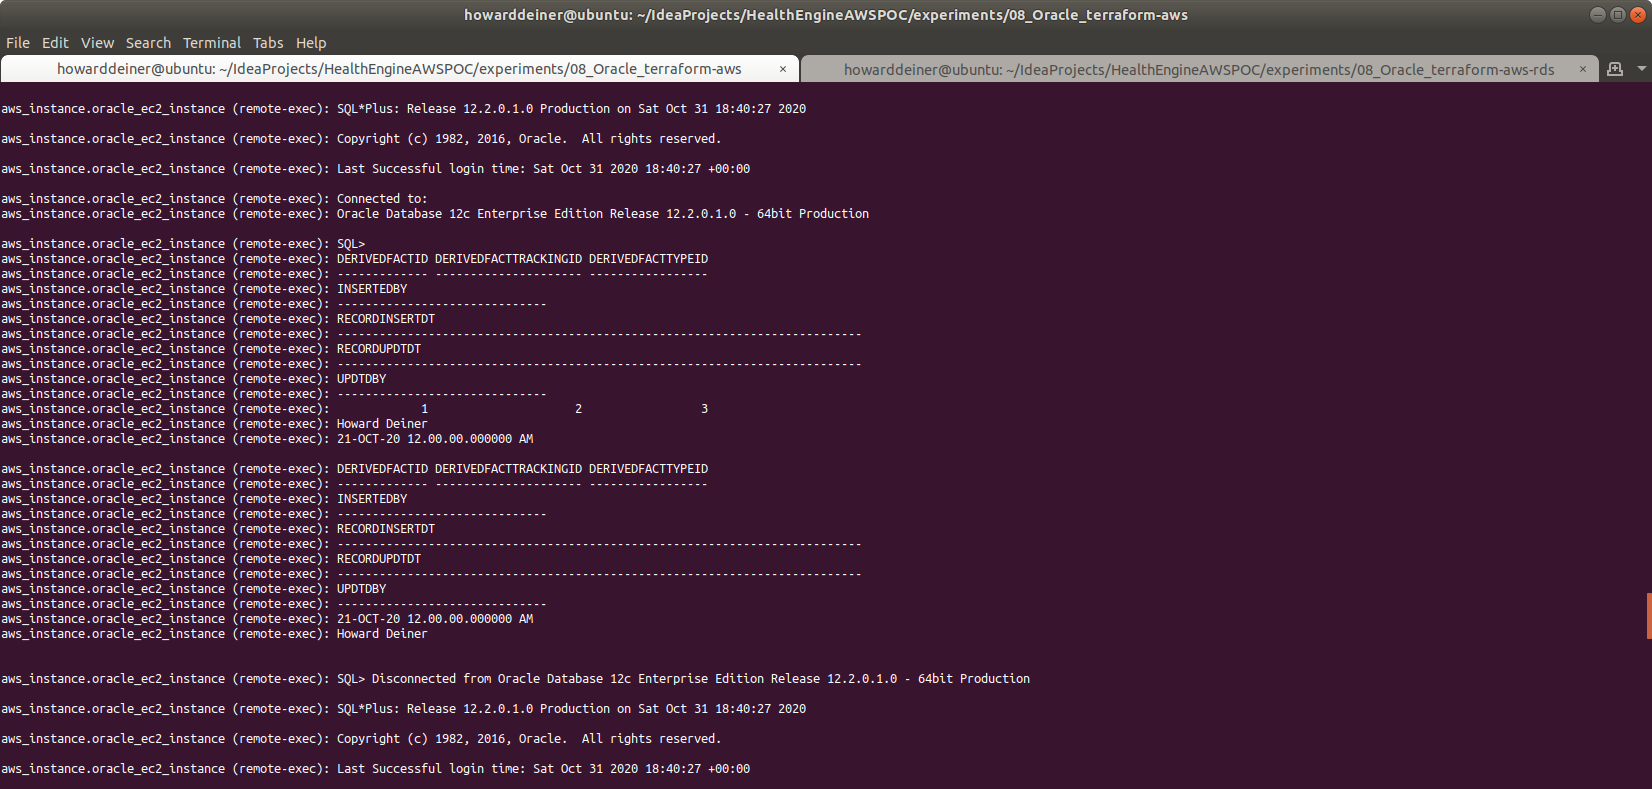 howarddeiner@ubuntu: ~/IdeaProjects/HealthEngineAWSPOC/experiments/08_Oracle_terraform-aws
File Edit View Search Terminal Tabs Help
howarddeiner@ubuntu: ~/IdeaProjects/HealthEngineAWSPOC/experiments/08_Oracle_terraform-aws ×
howarddeiner@ubuntu: ~/IdeaProjects/HealthEngineAWSPOC/experiments/08_Oracle_terraform-aws-rds ×
aws_instance.oracle_ec2_instance (remote-exec): SQL*Plus: Release 12.2.0.1.0 Production on Sat Oct 31 18:40:27 2020
aws_instance.oracle_ec2_instance (remote-exec): Copyright (c) 1982, 2016, Oracle.  All rights reserved.
aws_instance.oracle_ec2_instance (remote-exec): Last Successful login time: Sat Oct 31 2020 18:40:27 +00:00
aws_instance.oracle_ec2_instance (remote-exec): Connected to:
aws_instance.oracle_ec2_instance (remote-exec): Oracle Database 12c Enterprise Edition Release 12.2.0.1.0 - 64bit Production
aws_instance.oracle_ec2_instance (remote-exec): SQL>
aws_instance.oracle_ec2_instance (remote-exec): DERIVEDFACTID DERIVEDFACTTRACKINGID DERIVEDFACTTYPEID
aws_instance.oracle_ec2_instance (remote-exec): ------------- --------------------- -----------------
aws_instance.oracle_ec2_instance (remote-exec): INSERTEDBY
aws_instance.oracle_ec2_instance (remote-exec): ------------------------------
aws_instance.oracle_ec2_instance (remote-exec): RECORDINSERTDT
aws_instance.oracle_ec2_instance (remote-exec): ---------------------------------------------------------------------------
aws_instance.oracle_ec2_instance (remote-exec): RECORDUPDTDT
aws_instance.oracle_ec2_instance (remote-exec): ---------------------------------------------------------------------------
aws_instance.oracle_ec2_instance (remote-exec): UPDTDBY
aws_instance.oracle_ec2_instance (remote-exec): ------------------------------
aws_instance.oracle_ec2_instance (remote-exec):             1                     2                 3
aws_instance.oracle_ec2_instance (remote-exec): Howard Deiner
aws_instance.oracle_ec2_instance (remote-exec): 21-OCT-20 12.00.00.000000 AM
aws_instance.oracle_ec2_instance (remote-exec): DERIVEDFACTID DERIVEDFACTTRACKINGID DERIVEDFACTTYPEID
aws_instance.oracle_ec2_instance (remote-exec): ------------- --------------------- -----------------
aws_instance.oracle_ec2_instance (remote-exec): INSERTEDBY
aws_instance.oracle_ec2_instance (remote-exec): ------------------------------
aws_instance.oracle_ec2_instance (remote-exec): RECORDINSERTDT
aws_instance.oracle_ec2_instance (remote-exec): ---------------------------------------------------------------------------
aws_instance.oracle_ec2_instance (remote-exec): RECORDUPDTDT
aws_instance.oracle_ec2_instance (remote-exec): ---------------------------------------------------------------------------
aws_instance.oracle_ec2_instance (remote-exec): UPDTDBY
aws_instance.oracle_ec2_instance (remote-exec): ------------------------------
aws_instance.oracle_ec2_instance (remote-exec): 21-OCT-20 12.00.00.000000 AM
aws_instance.oracle_ec2_instance (remote-exec): Howard Deiner
aws_instance.oracle_ec2_instance (remote-exec): SQL> Disconnected from Oracle Database 12c Enterprise Edition Release 12.2.0.1.0 - 64bit Production
aws_instance.oracle_ec2_instance (remote-exec): SQL*Plus: Release 12.2.0.1.0 Production on Sat Oct 31 18:40:27 2020
aws_instance.oracle_ec2_instance (remote-exec): Copyright (c) 1982, 2016, Oracle.  All rights reserved.
aws_instance.oracle_ec2_instance (remote-exec): Last Successful login time: Sat Oct 31 2020 18:40:27 +00:00